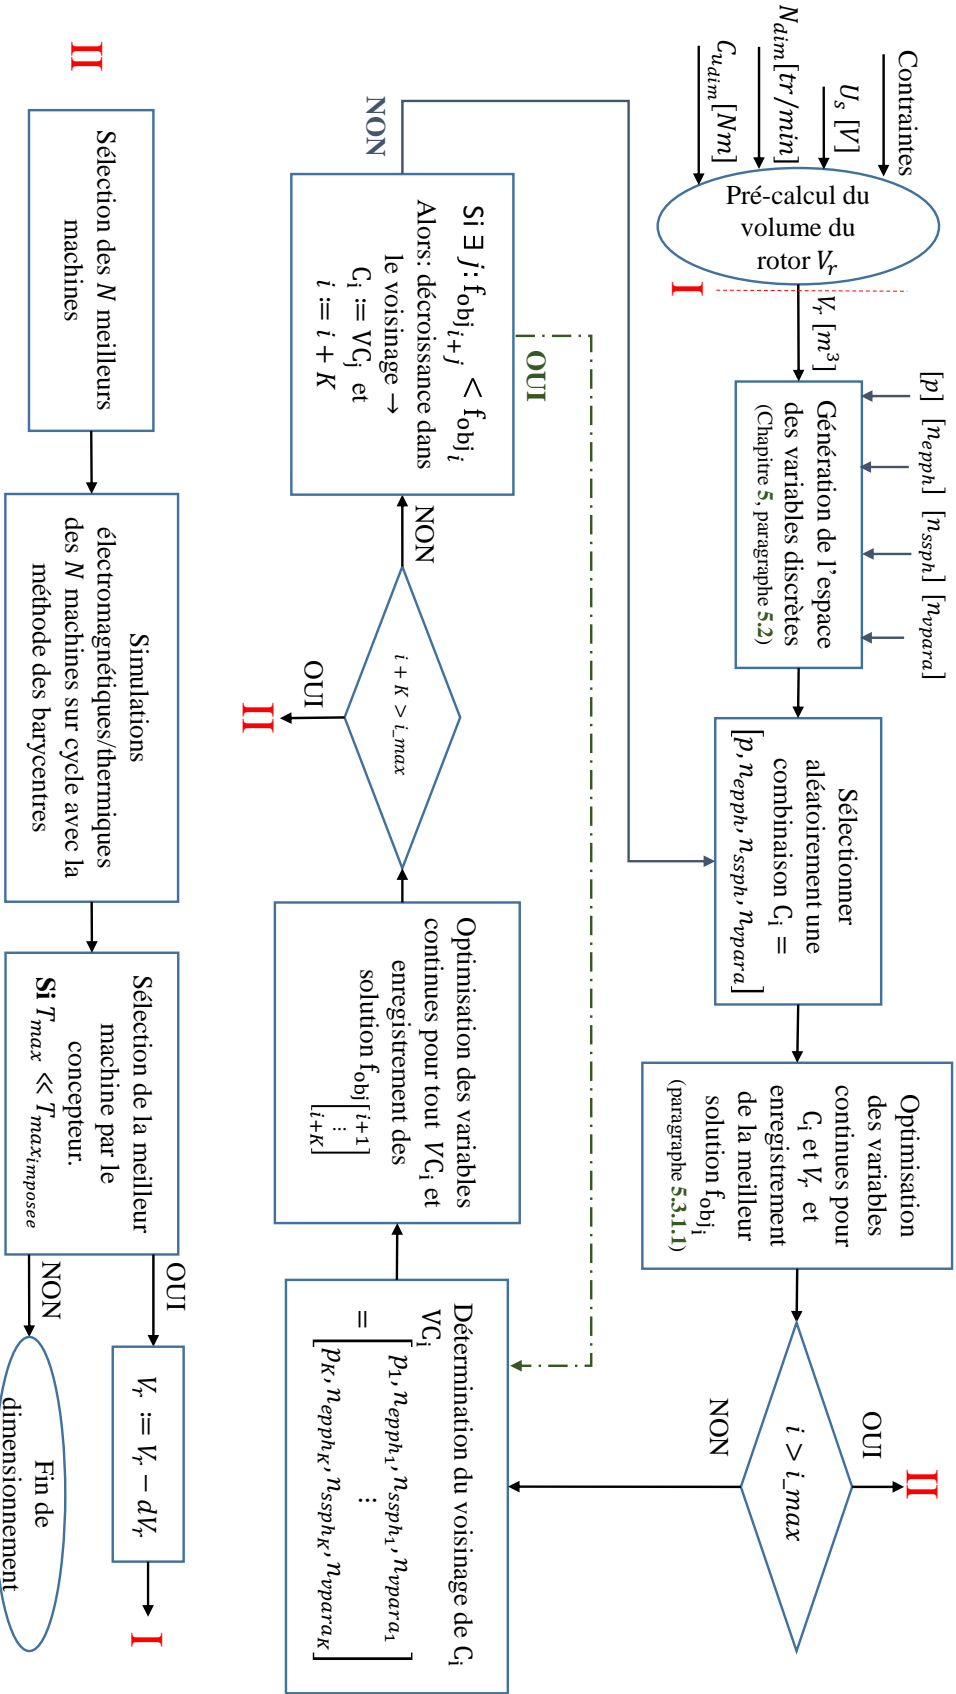 Contraintes
U_s [V]
N_dim[tr/min]
C_u_dim [Nm]
Pré-calcul du
volume du
rotor V_r
I
V_r [m^3]
[p] [n_epph] [n_ssph] [n_vpara]
Génération de l'espace
des variables discrètes
(Chapitre 5, paragraphe 5.2)
Sélectionner
aléatoirement une
combinaison C_i =
[p, n_epph, n_ssph, n_vpara]
Optimisation
des variables
continues pour
C_i et V_r et
enregistrement
de la meilleur
solution f_obj_i
(paragraphe 5.3.1.1)
i > i_max
OUI
II
NON
Détermination du voisinage de C_i
VC_i
=
[p_1, n_epph_1, n_ssph_1, n_vpara_1
⋮
p_K, n_epph_K, n_ssph_K, n_vpara_K]
Optimisation des variables
continues pour tout VC_i et
enregistrement des
solution f_obj[i+1
⋮
i+K]
i + K > i_max
OUI
II
NON
Si ∃ j: f_obj_i+j < f_obj_i
Alors: décroissance dans
le voisinage →
C_i := VC_j et
i := i + K
OUI
NON
II
Sélection des N meilleurs
machines
Simulations
électromagnétiques/thermiques
des N machines sur cycle avec la
méthode des barycentres
Sélection de la meilleur
machine par le
concepteur.
Si T_max ≪ T_max_imposee
OUI
V_r := V_r − dV_r
I
NON
Fin de
dimensionnement